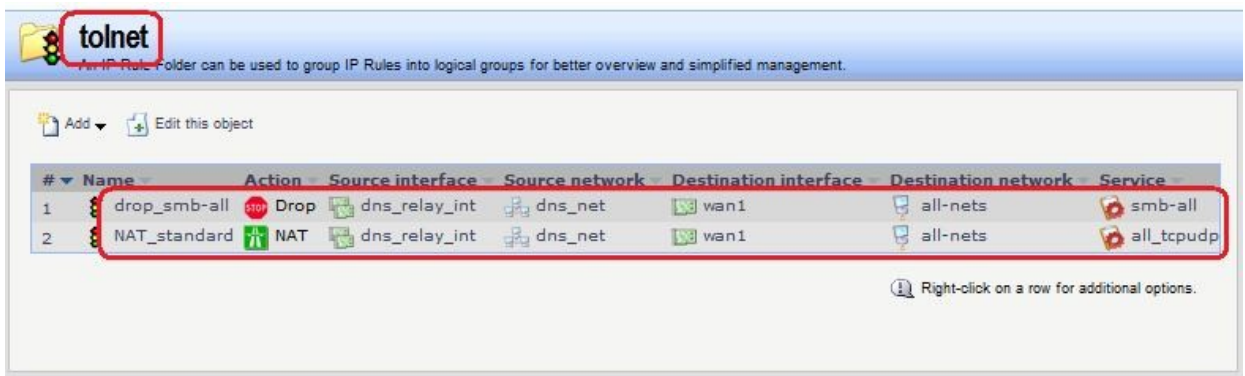 tolnet
An IP Rule Folder can be used to group IP Rules into logical groups for better overview and simplified management.
Add Edit this object
# Name Action Source interface Source network Destination interface Destination network Service
1 drop_smb-all STOP Drop dns_relay_int dns_net wan1 all-nets smb-all
2 NAT_standard NAT dns_relay_int dns_net wan1 all-nets all_tcpudp
Right-click on a row for additional options.